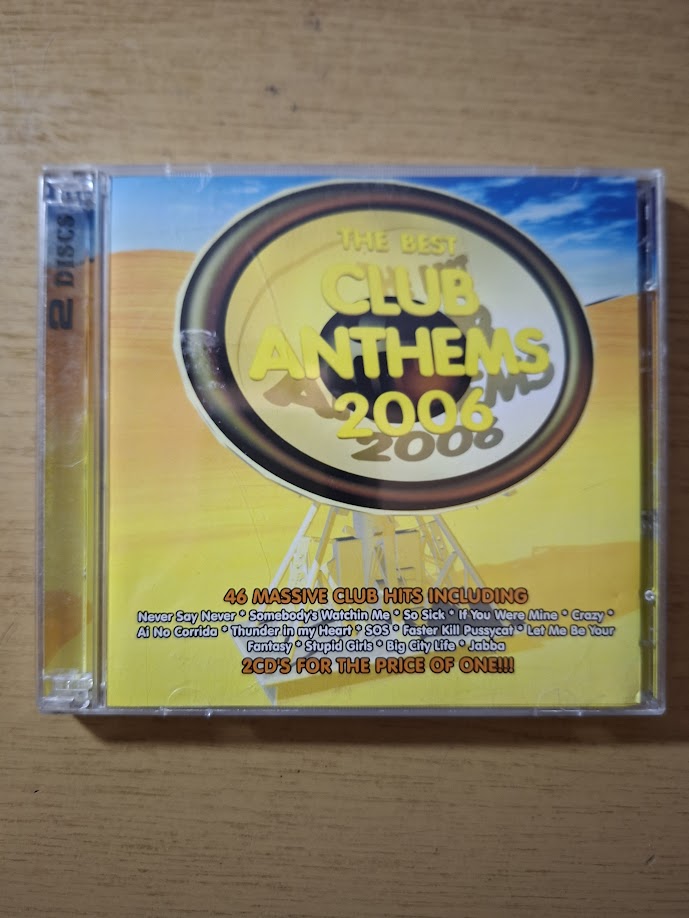 2 DISCS
THE BEST
CLUB
ANTHEMS
2006
46 MASSIVE CLUB HITS INCLUDING
Never Say Never * Somebody's Watchin Me * So Sick * If You Were Mine * Crazy *
Ai No Corrida * Thunder in my Heart * SOS * Faster Kill Pussycat * Let Me Be Your
Fantasy * Stupid Girls * Big City Life * Jabba
2CD'S FOR THE PRICE OF ONE!!!